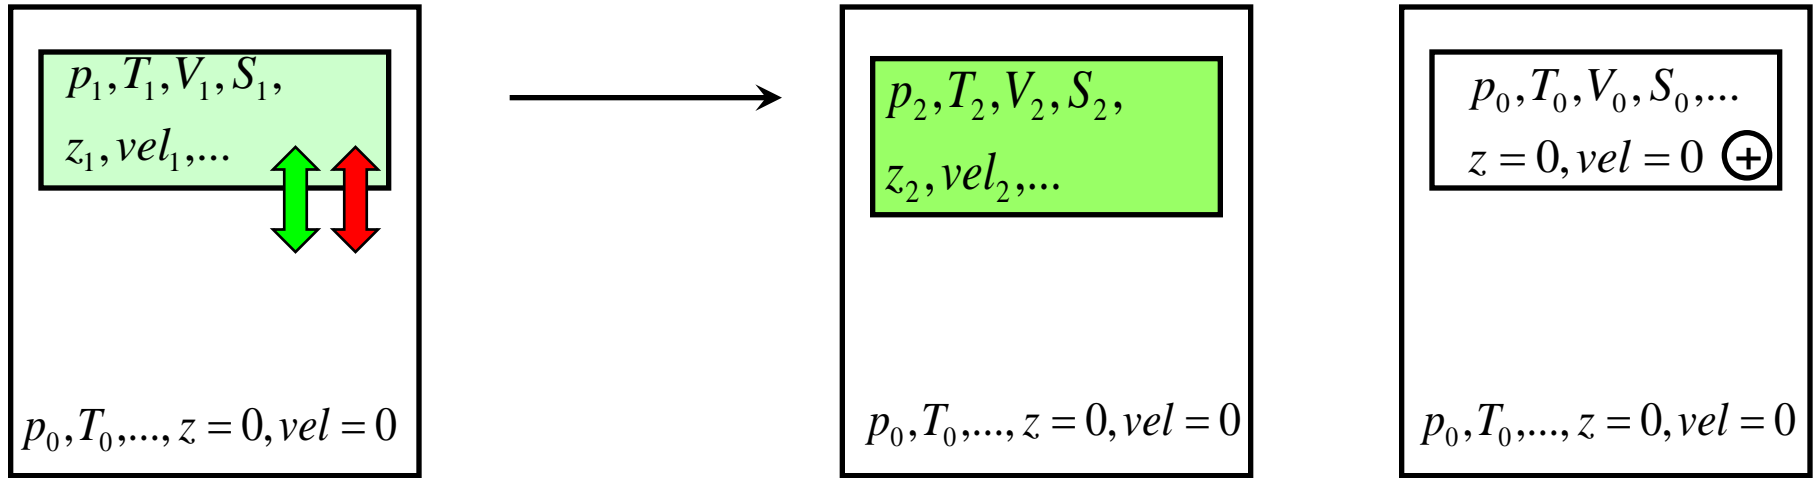 p₁,T₁,V₁,S₁,
z₁,vel₁,...
p₀,T₀,...,z=0,vel=0
p₂,T₂,V₂,S₂,
z₂,vel₂,...
p₀,T₀,...,z=0,vel=0
p₀,T₀,V₀,S₀,...
z=0,vel=0 +
p₀,T₀,...,z=0,vel=0